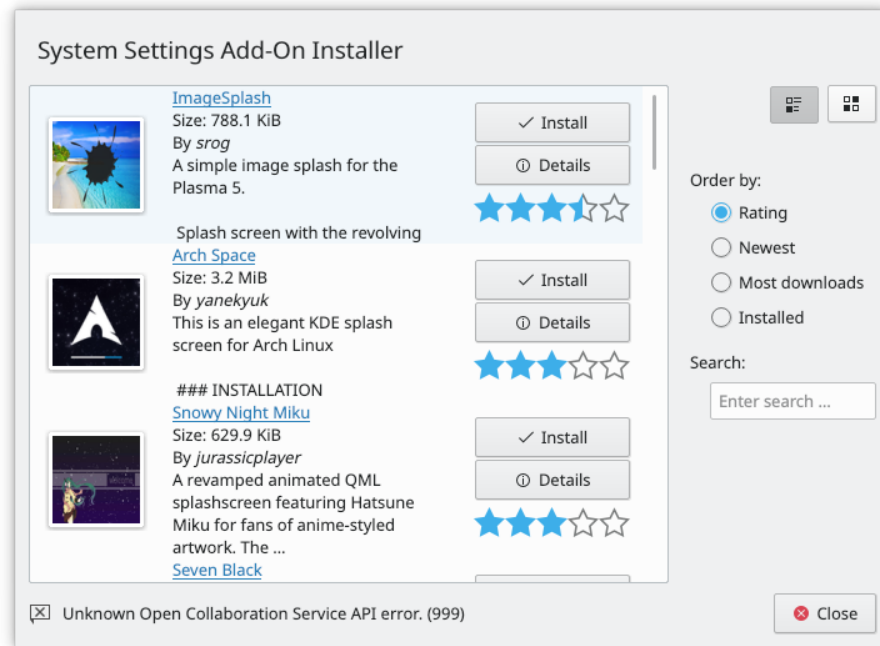 System Settings Add-On Installer
ImageSplash
Size: 788.1 KiB
By srog
A simple image splash for the
Plasma 5.
Splash screen with the revolving
Install
Details
Arch Space
Size: 3.2 MiB
By yanekyuk
This is an elegant KDE splash
screen for Arch Linux
### INSTALLATION
Install
Details
Snowy Night Miku
Size: 629.9 KiB
By jurassicplayer
A revamped animated QML
splashscreen featuring Hatsune
Miku for fans of anime-styled
artwork. The ...
Install
Details
Seven Black
Order by:
Rating
Newest
Most downloads
Installed
Search:
Enter search ...
Unknown Open Collaboration Service API error. (999)
Close